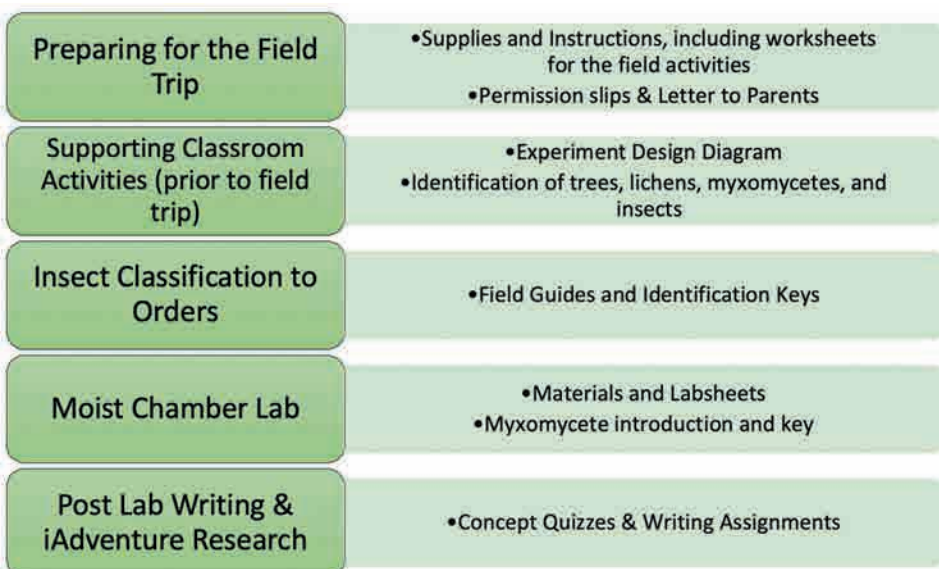 Preparing for the Field
Trip
•Supplies and Instructions, including worksheets
for the field activities
•Permission slips & Letter to Parents
Supporting Classroom
Activities (prior to field
trip)
•Experiment Design Diagram
•Identification of trees, lichens, myxomycetes, and
insects
Insect Classification to
Orders
•Field Guides and Identification Keys
Moist Chamber Lab
•Materials and Labsheets
•Myxomycete introduction and key
Post Lab Writing &
iAdventure Research
•Concept Quizzes & Writing Assignments